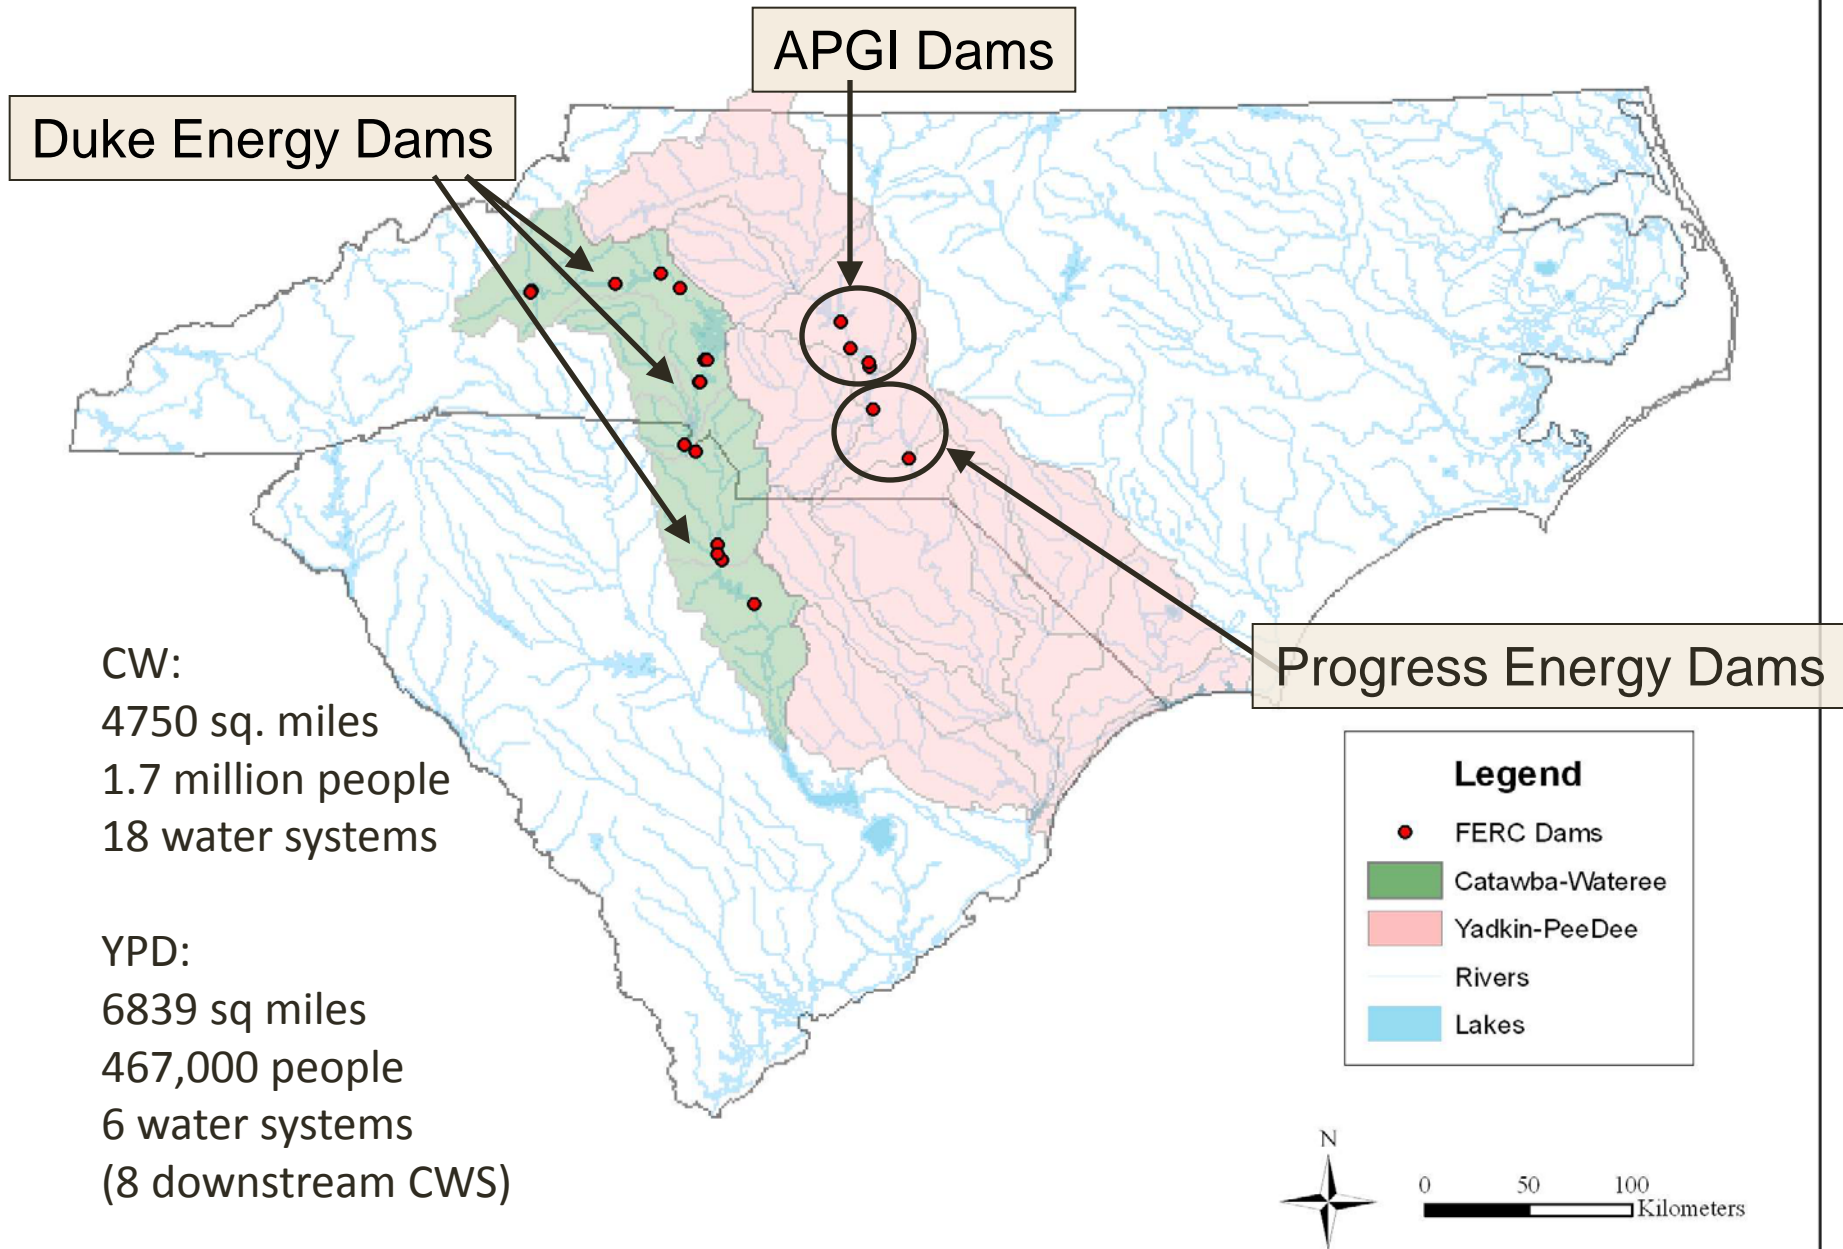 APGI Dams
Duke Energy Dams
Progress Energy Dams
CW:
4750 sq. miles
1.7 million people
18 water systems
YPD:
6839 sq miles
467,000 people
6 water systems
(8 downstream CWS)
Legend
FERC Dams
Catawba-Wateree
Yadkin-PeeDee
Rivers
Lakes
N
0 50 100
Kilometers